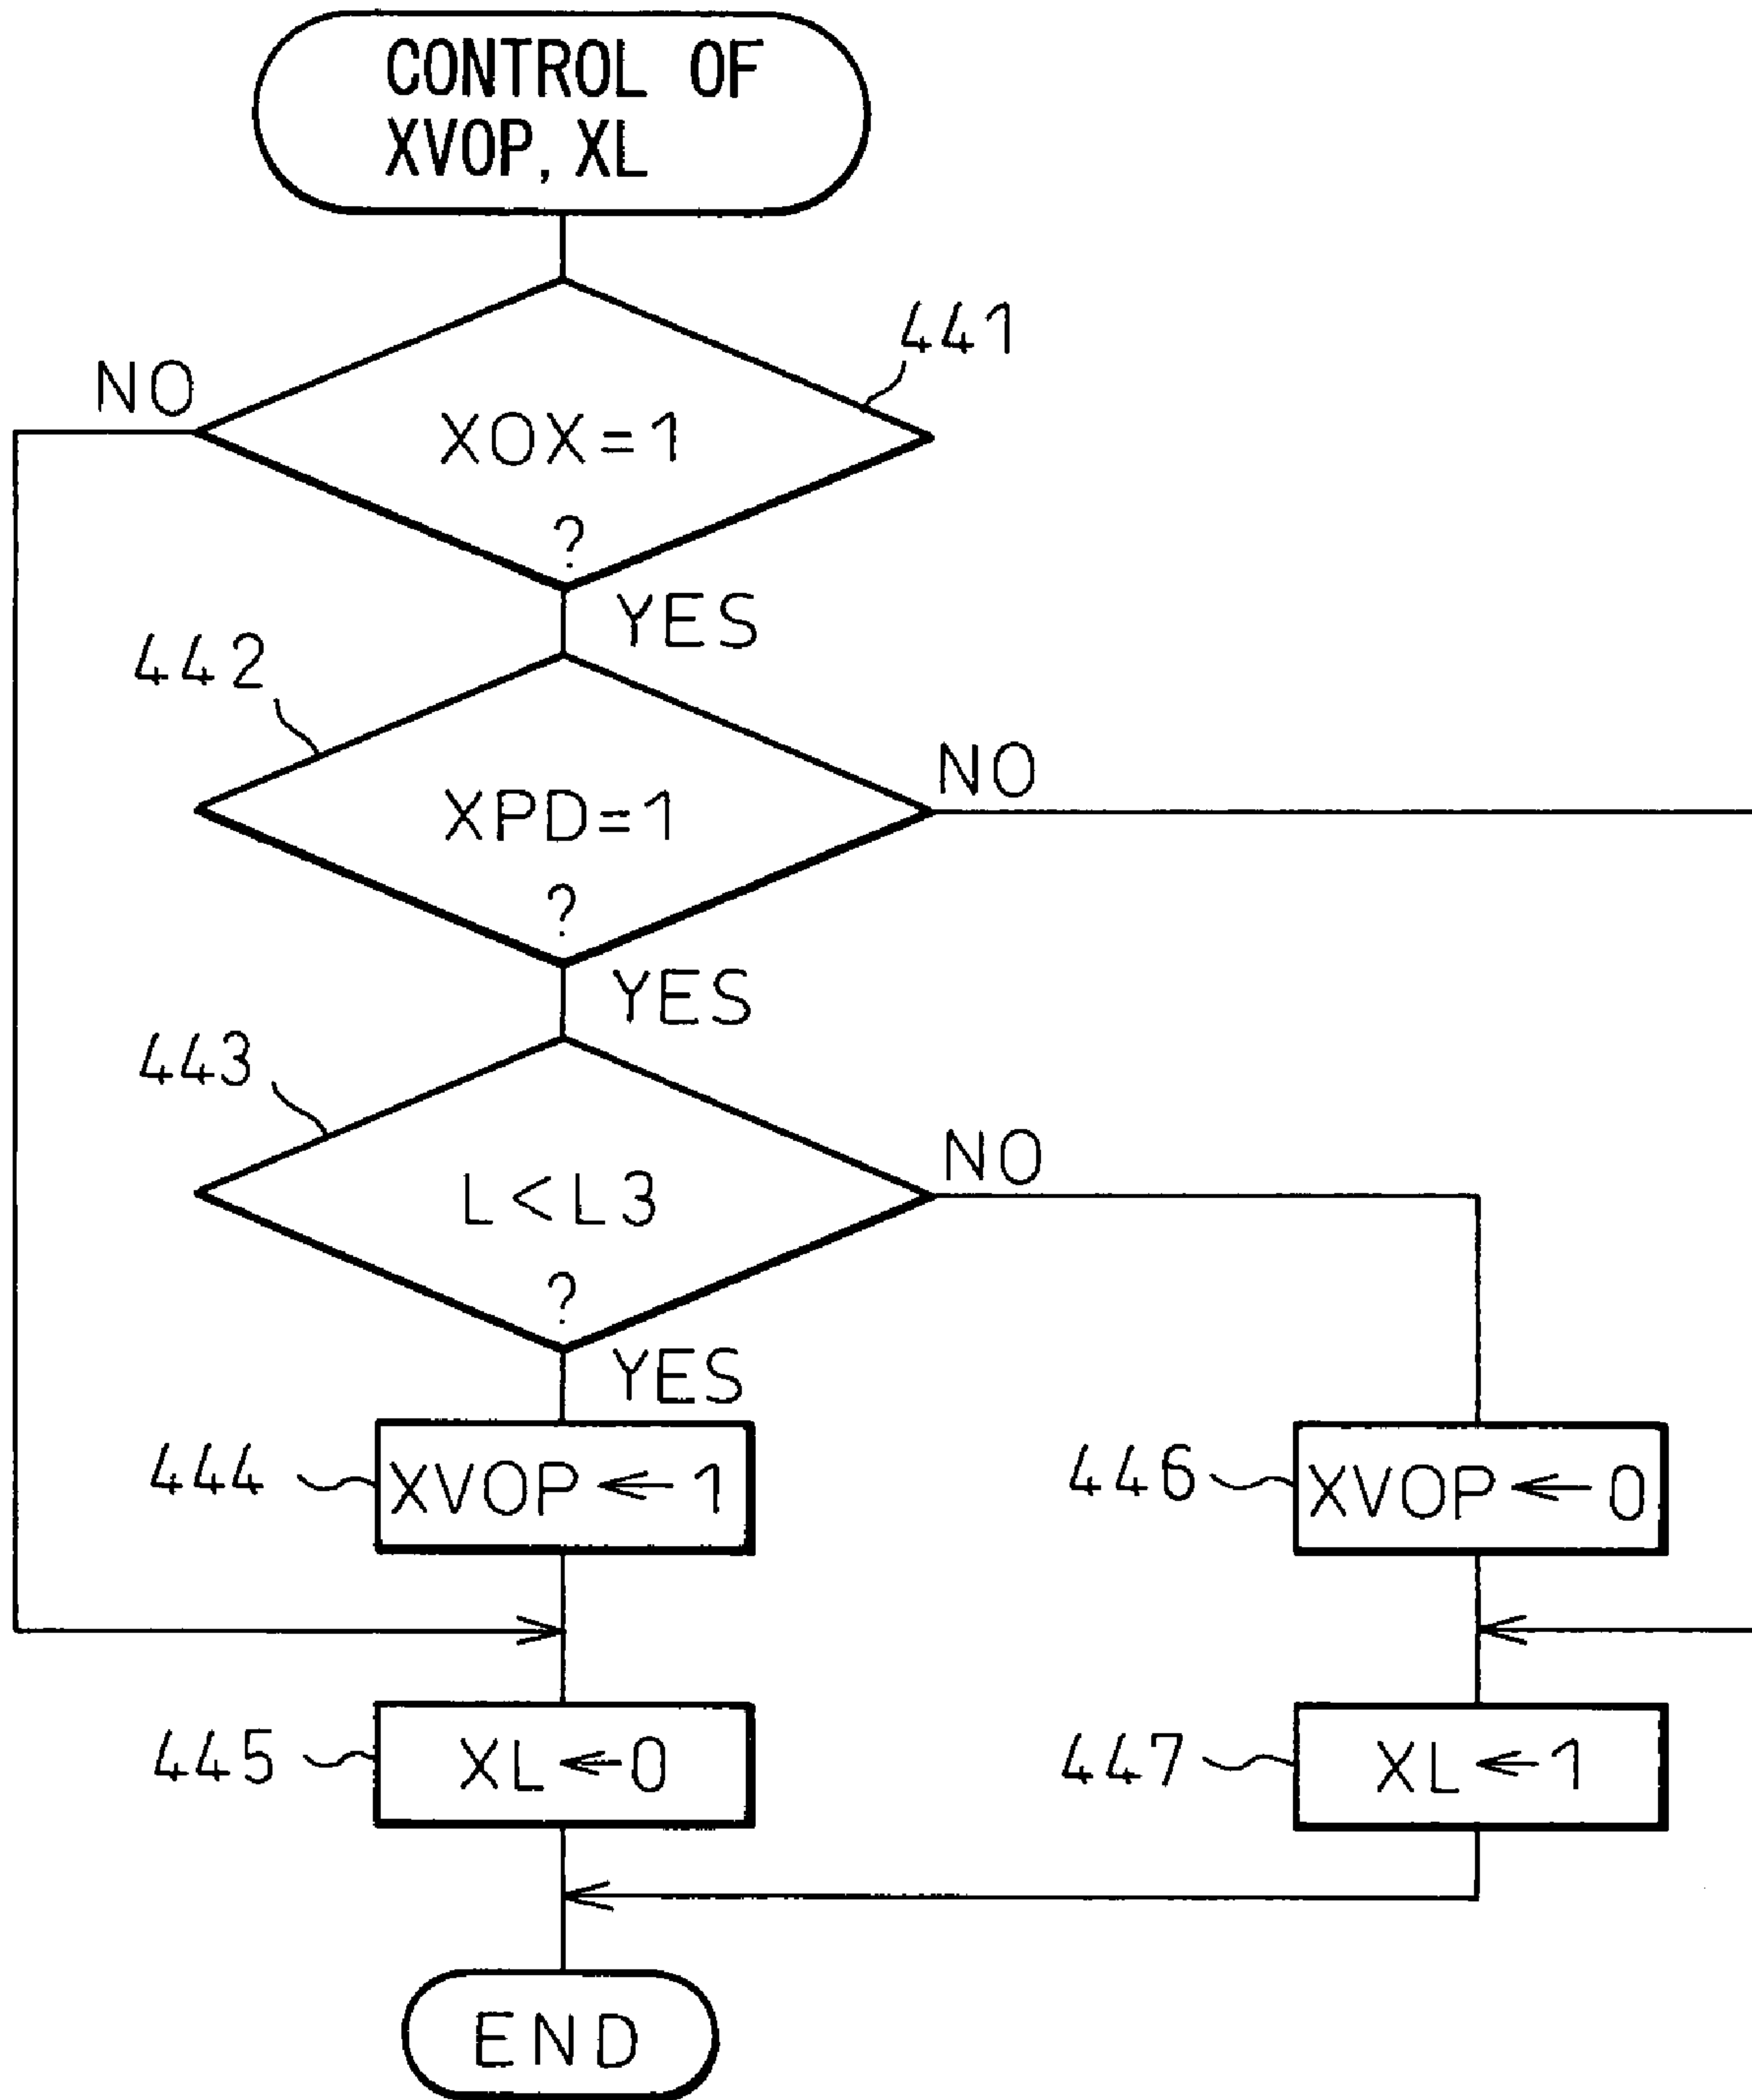 CONTROL OF
XVOP, XL
441
NO
XOX=1
?
YES
442
NO
XPD=1
?
YES
443
NO
L<L3
?
YES
444
XVOP←1
446
XVOP←0
445
XL←0
447
XL←1
END